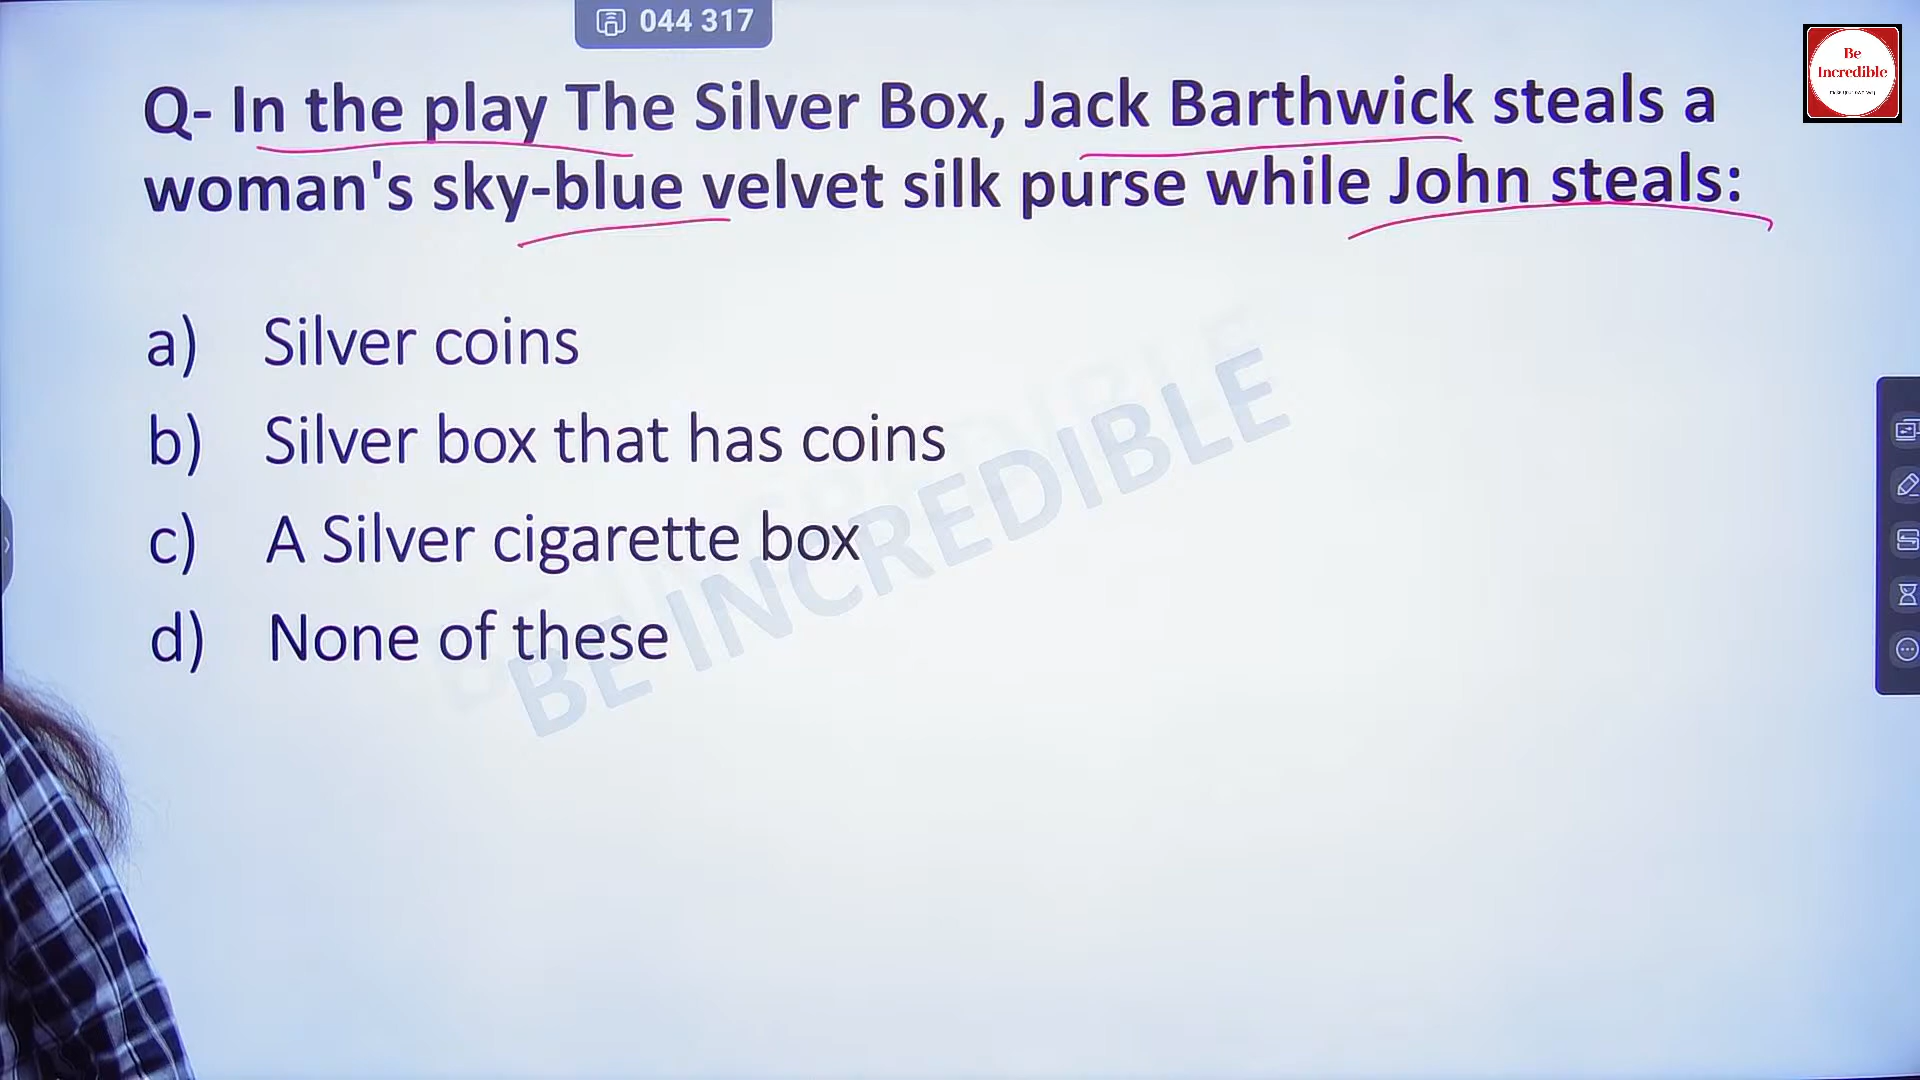 044 317
Be
Incredible
Q- In the play The Silver Box, Jack Barthwick steals a
woman's sky-blue velvet silk purse while John steals:
a) Silver coins
b) Silver box that has coins
c) A Silver cigarette box
d) None of these
BE INCREDIBLE